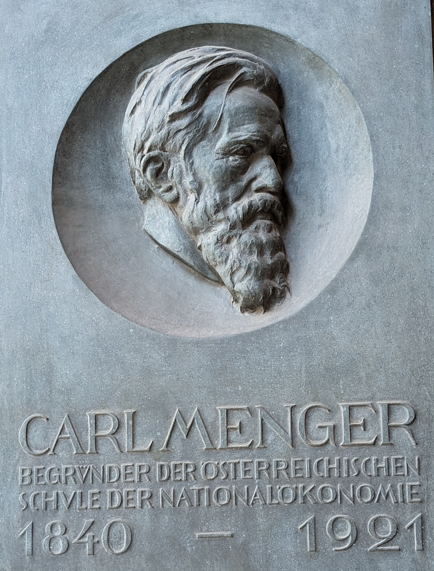 CARL MENGER
BEGRVNDER DER ÖSTERREICHISCHEN
SCHVLE DER NATIONALÖKONOMIE
1840 — 1921